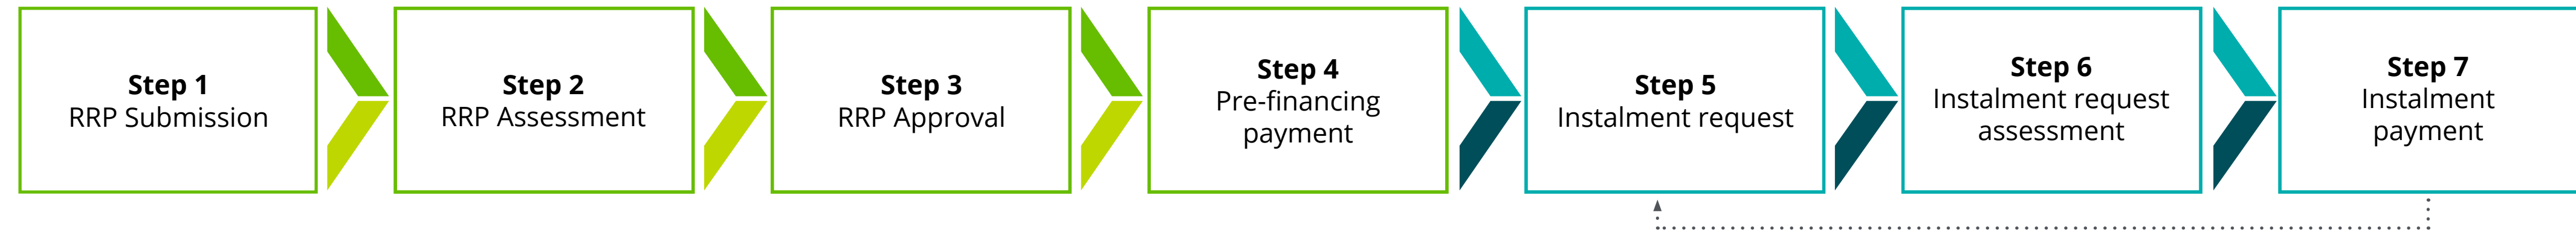 Step 1
RRP Submission
Step 2
RRP Assessment
Step 3
RRP Approval
Step 4
Pre-financing
payment
Step 5
Instalment request
Step 6
Instalment request
assessment
Step 7
Instalment
payment